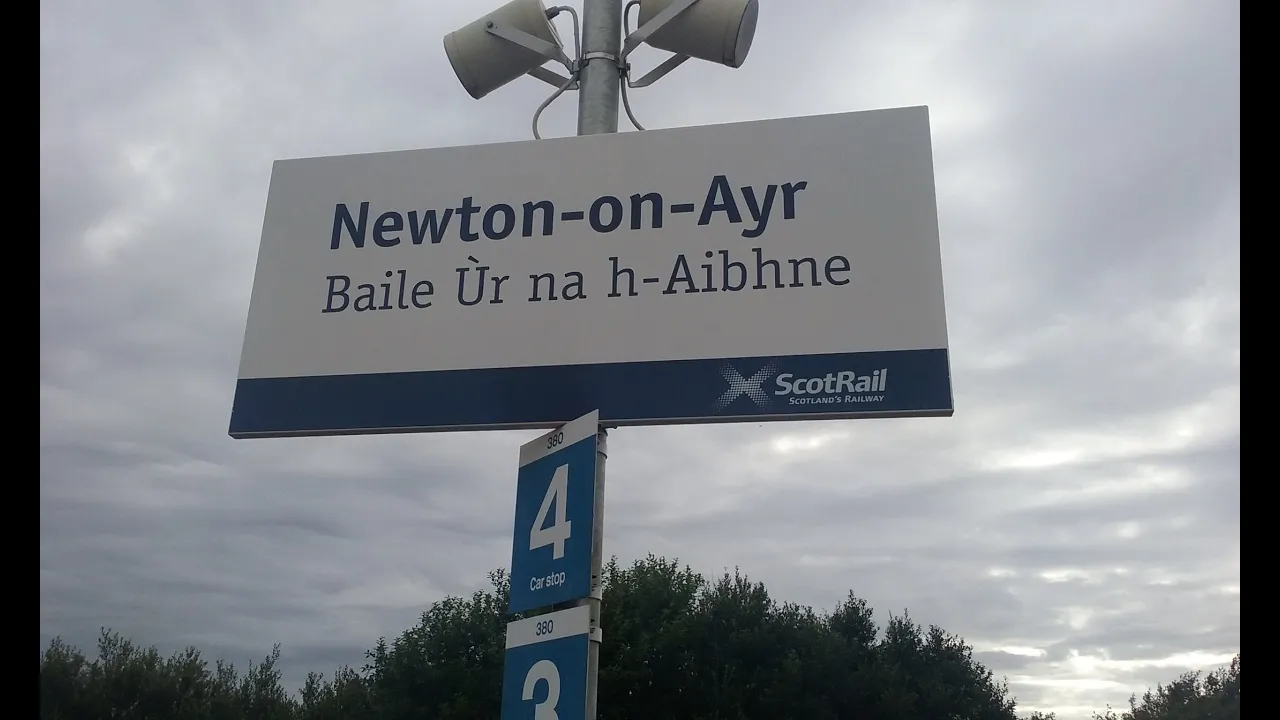 Newton-on-Ayr
Baile Ùr na h-Aibhne
ScotRail
SCOTLAND'S RAILWAY
380
4
Car stop
380
3